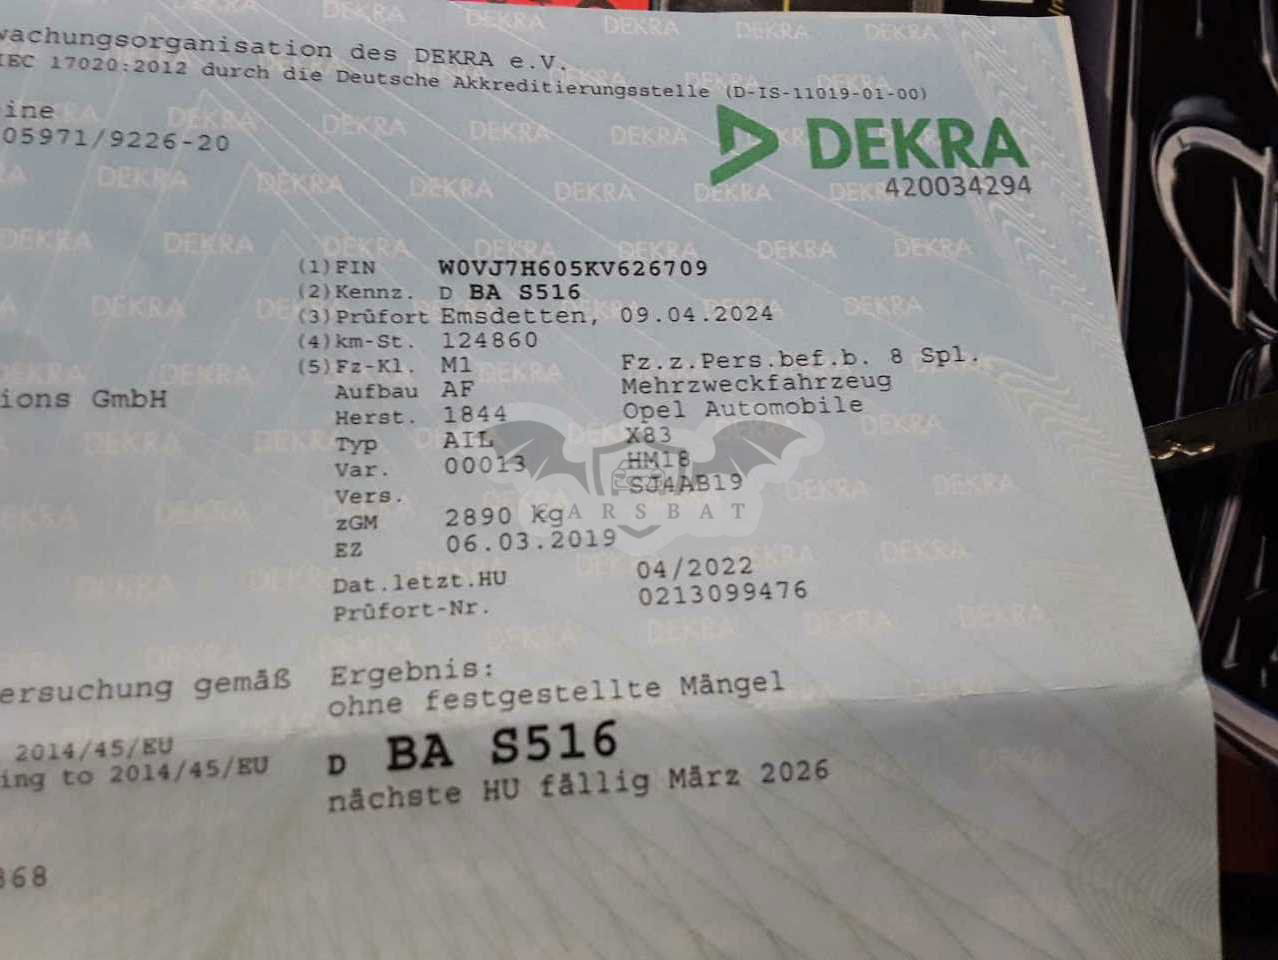 wachungsorganisation des DEKRA e.V.
IEC 17020:2012 durch die Deutsche Akkreditierungsstelle (D-IS-11019-01-00)
eine
05971/9226-20
DEKRA
420034294
(1) FIN W0VJ7H605KV626709
(2) Kennz. D BA S516
(3) Prüfort Emsdetten, 09.04.2024
(4) km-St. 124860
(5) Fz-Kl. M1 Fz.z.Pers.bef.b. 8 Spl.
Aufbau AF Mehrzweckfahrzeug
ions GmbH
Herst. 1844 Opel Automobile
Typ AIL X83
Var. 00013 HM18
Vers. SJ4AB19
CARSBAT
zGM 2890 kg
EZ 06.03.2019
Dat.letzt.HU 04/2022
Prüfort-Nr. 0213099476
ersuchung gemäß Ergebnis:
ohne festgestellte Mängel
2014/45/EU
ing to 2014/45/EU
D BA S516
nächste HU fällig März 2026
868